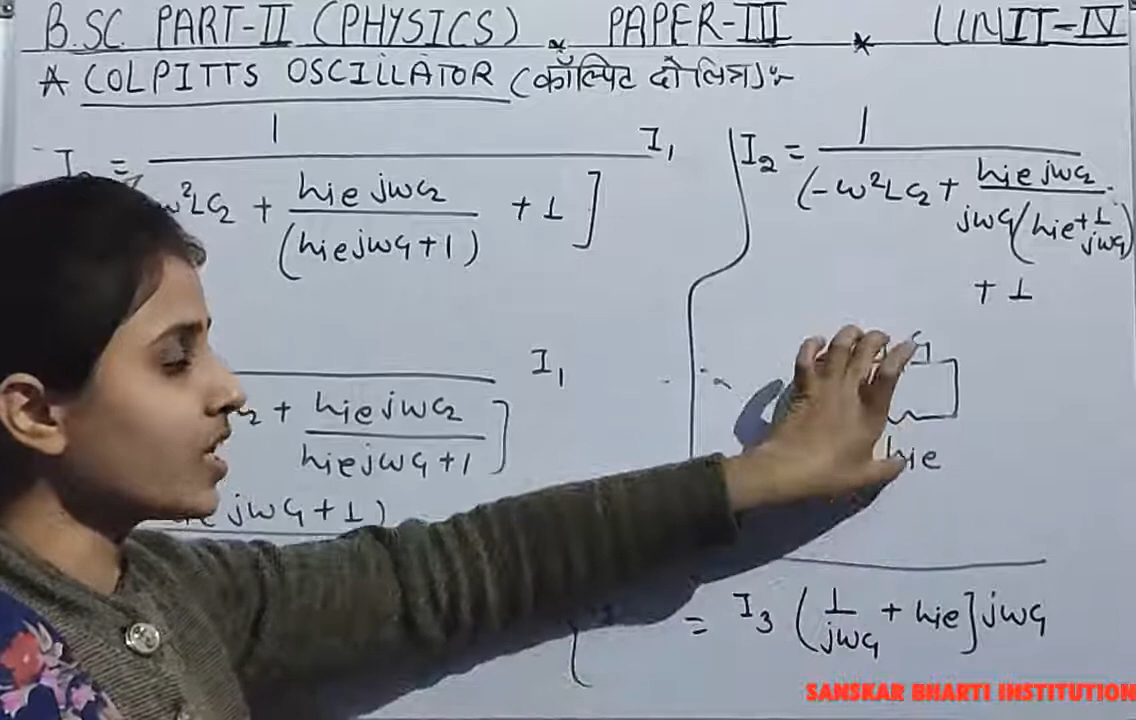 B.SC. PART-II (PHYSICS) * PAPER-III * UNIT-IV
* COLPITTS OSCILLATOR (कॉल्पिट दोलित्र) :-
1
= I₁
ω²LC₂ + hie jωC₂ + 1 ]
(hie jωC₁ + 1)
I₁
C₂ + hie jωC₂ ]
hie jωC₁ + 1
jωC₁ + 1)
I₂ = 1
(-ω²LC₂ + hie jωC₂
jωC₁ (hie + 1
jωC₁)
+ 1
hie
= I₃ ( 1 + hie ] jωC₁
jωC₁
SANSKAR BHARTI INSTITUTION